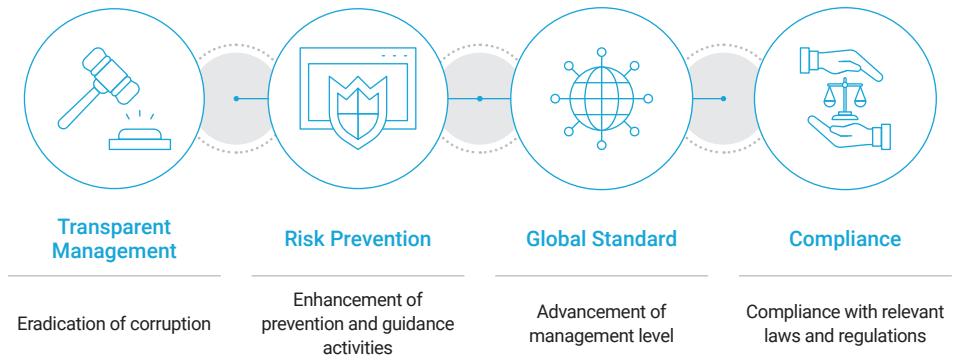 Transparent
Management
Risk Prevention
Global Standard
Compliance
Eradication of corruption
Enhancement of
prevention and guidance
activities
Advancement of
management level
Compliance with relevant
laws and regulations